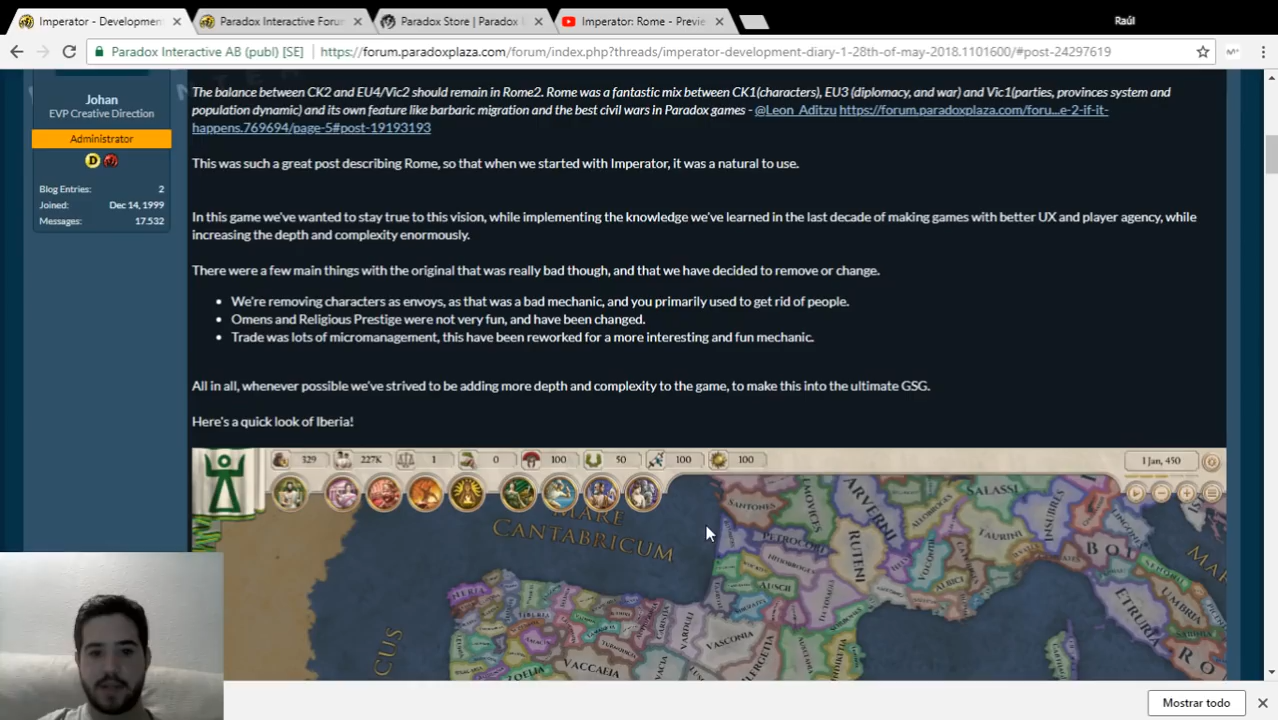 Imperator - Development
Paradox Interactive Forum
Paradox Store | Paradox
Imperator: Rome - Previe
Raúl
Paradox Interactive AB (publ) [SE]
https://forum.paradoxplaza.com/forum/index.php?threads/imperator-development-diary-1-28th-of-may-2018.1101600/#post-24297619
Johan
EVP Creative Direction
Administrator
D
Blog Entries: 2
Joined: Dec 14, 1999
Messages: 17.532
The balance between CK2 and EU4/Vic2 should remain in Rome2. Rome was a fantastic mix between CK1(characters), EU3 (diplomacy, and war) and Vic1(parties, provinces system and
population dynamic) and its own feature like barbaric migration and the best civil wars in Paradox games - @Leon_Aditzu https://forum.paradoxplaza.com/foru...e-2-if-it-
happens.769694/page-5#post-19193193
This was such a great post describing Rome, so that when we started with Imperator, it was a natural to use.
In this game we've wanted to stay true to this vision, while implementing the knowledge we've learned in the last decade of making games with better UX and player agency, while
increasing the depth and complexity enormously.
There were a few main things with the original that was really bad though, and that we have decided to remove or change.
We're removing characters as envoys, as that was a bad mechanic, and you primarily used to get rid of people.
Omens and Religious Prestige were not very fun, and have been changed.
Trade was lots of micromanagement, this have been reworked for a more interesting and fun mechanic.
All in all, whenever possible we've strived to be adding more depth and complexity to the game, to make this into the ultimate GSG.
Here's a quick look of Iberia!
129 227K 1 0 100 50 100 100
1 Jan, 450
MARE
CANTABRICUM
SANTONES
LEMOVICES
ARVERNI
SALASSI
INSUBRES
TAURINI
PETROCORII
RUTENI
BOI
ETRURIA
UMBRIA
AUSCII
VARDULI
VASCONIA
VACCAEIA
ZOELIA
RO
Mostrar todo